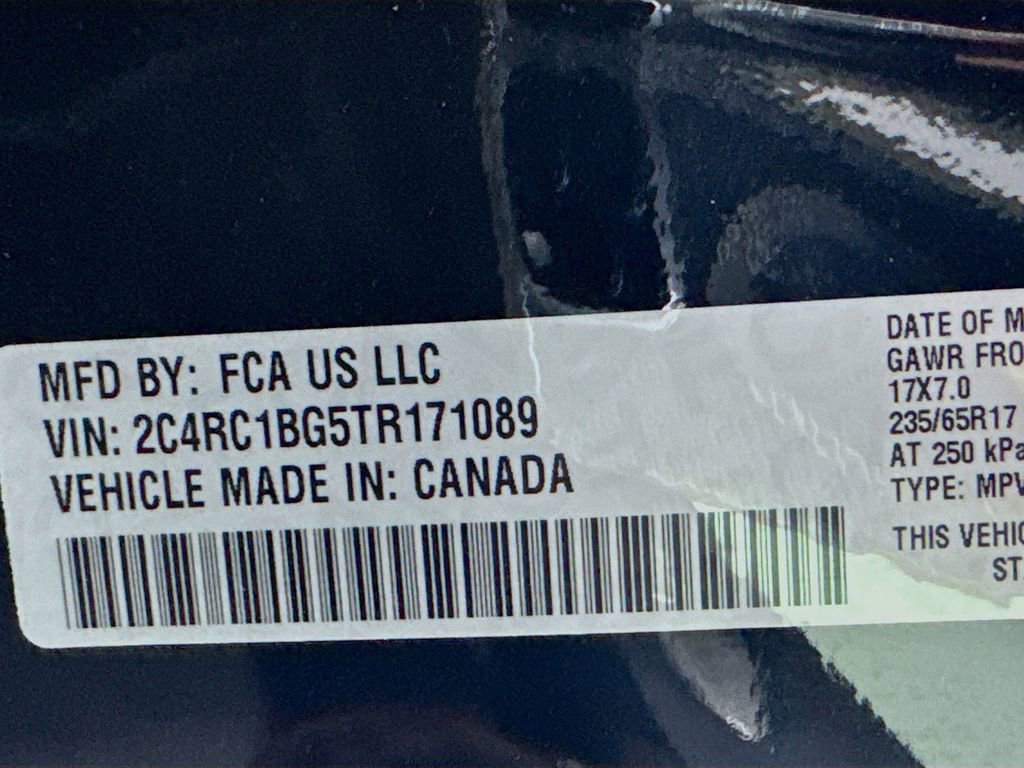 MFD BY: FCA US LLC
VIN: 2C4RC1BG5TR171089
VEHICLE MADE IN: CANADA
DATE OF M
GAWR FRO
17X7.0
235/65R17
AT 250 kPa
TYPE: MPV
THIS VEHIC
ST